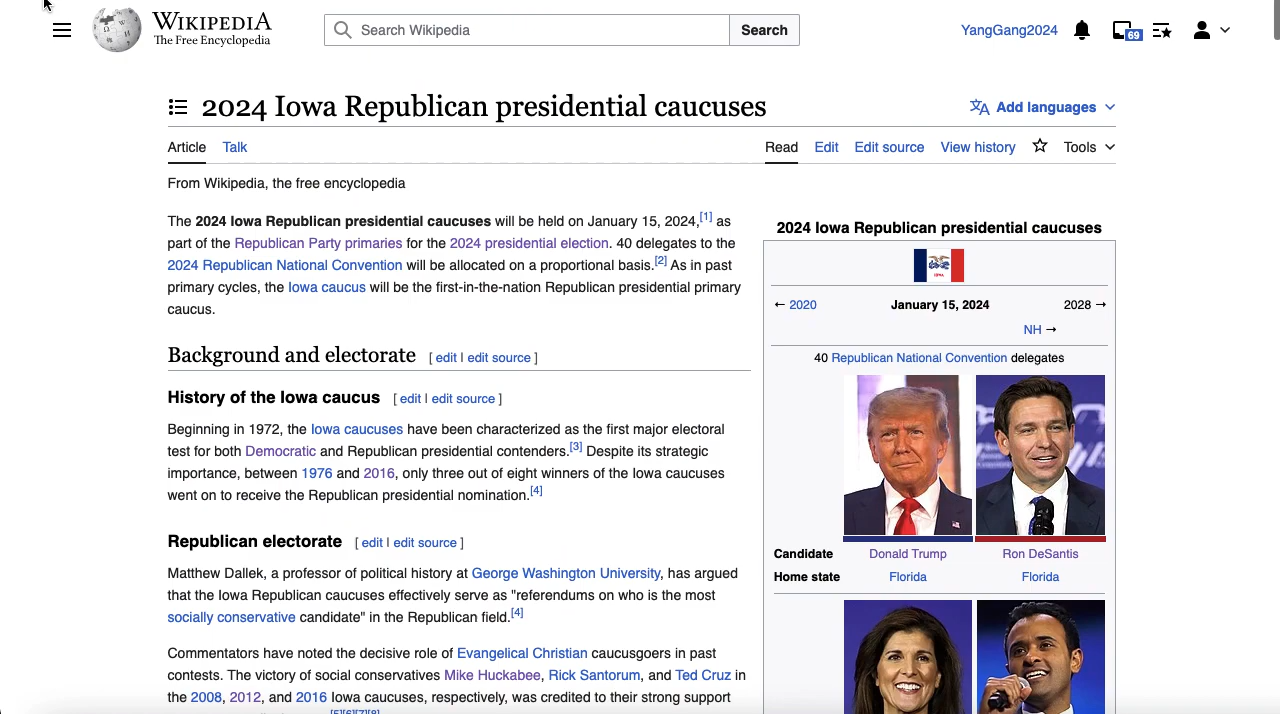 WIKIPEDIA
The Free Encyclopedia
Search Wikipedia
Search
YangGang2024
69
2024 Iowa Republican presidential caucuses
Add languages
Article Talk
Read Edit Edit source View history Tools
From Wikipedia, the free encyclopedia
The 2024 Iowa Republican presidential caucuses will be held on January 15, 2024,[1] as
part of the Republican Party primaries for the 2024 presidential election. 40 delegates to the
2024 Republican National Convention will be allocated on a proportional basis.[2] As in past
primary cycles, the Iowa caucus will be the first-in-the-nation Republican presidential primary
caucus.
Background and electorate [ edit | edit source ]
History of the Iowa caucus [ edit | edit source ]
Beginning in 1972, the Iowa caucuses have been characterized as the first major electoral
test for both Democratic and Republican presidential contenders.[3] Despite its strategic
importance, between 1976 and 2016, only three out of eight winners of the Iowa caucuses
went on to receive the Republican presidential nomination.[4]
Republican electorate [ edit | edit source ]
Matthew Dallek, a professor of political history at George Washington University, has argued
that the Iowa Republican caucuses effectively serve as "referendums on who is the most
socially conservative candidate" in the Republican field.[4]
Commentators have noted the decisive role of Evangelical Christian caucusgoers in past
contests. The victory of social conservatives Mike Huckabee, Rick Santorum, and Ted Cruz in
the 2008, 2012, and 2016 Iowa caucuses, respectively, was credited to their strong support
[5][6][7][8]
2024 Iowa Republican presidential caucuses
IOWA
← 2020 January 15, 2024 2028 →
NH →
40 Republican National Convention delegates
Candidate Donald Trump Ron DeSantis
Home state Florida Florida